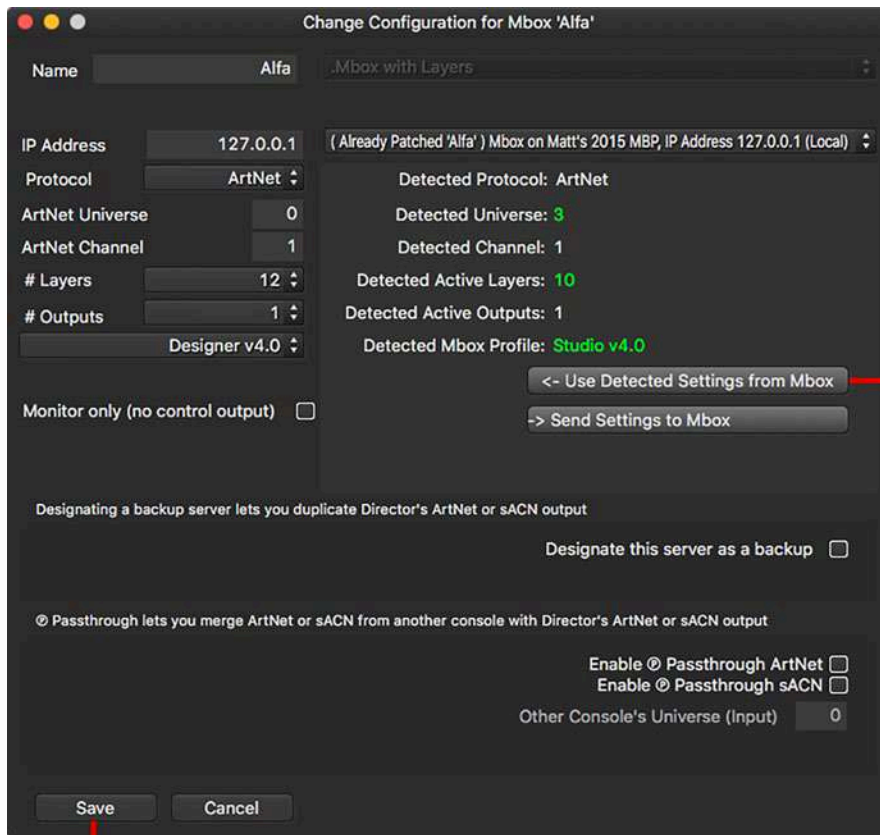 Change Configuration for Mbox 'Alfa'
Name Alfa .Mbox with Layers
IP Address 127.0.0.1 ( Already Patched 'Alfa' ) Mbox on Matt's 2015 MBP, IP Address 127.0.0.1 (Local)
Protocol ArtNet Detected Protocol: ArtNet
ArtNet Universe 0 Detected Universe: 3
ArtNet Channel 1 Detected Channel: 1
# Layers 12 Detected Active Layers: 10
# Outputs 1 Detected Active Outputs: 1
Designer v4.0 Detected Mbox Profile: Studio v4.0
<- Use Detected Settings from Mbox
Monitor only (no control output)
-> Send Settings to Mbox
Designating a backup server lets you duplicate Director's ArtNet or sACN output
Designate this server as a backup
℗ Passthrough lets you merge ArtNet or sACN from another console with Director's ArtNet or sACN output
Enable ℗ Passthrough ArtNet
Enable ℗ Passthrough sACN
Other Console's Universe (Input) 0
Save Cancel